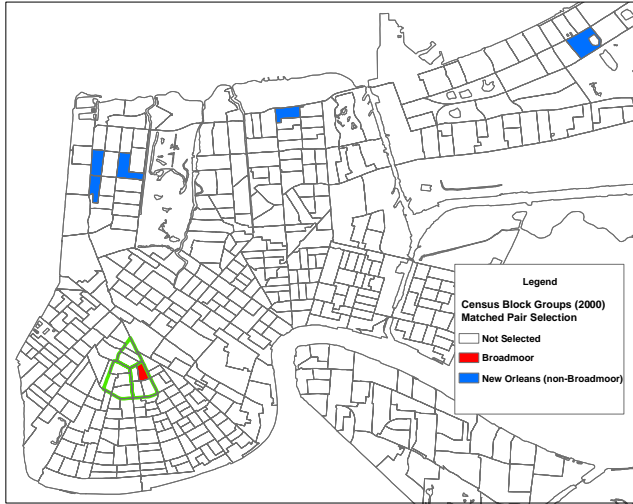 Legend
Census Block Groups (2000)
Matched Pair Selection
Not Selected
Broadmoor
New Orleans (non-Broadmoor)